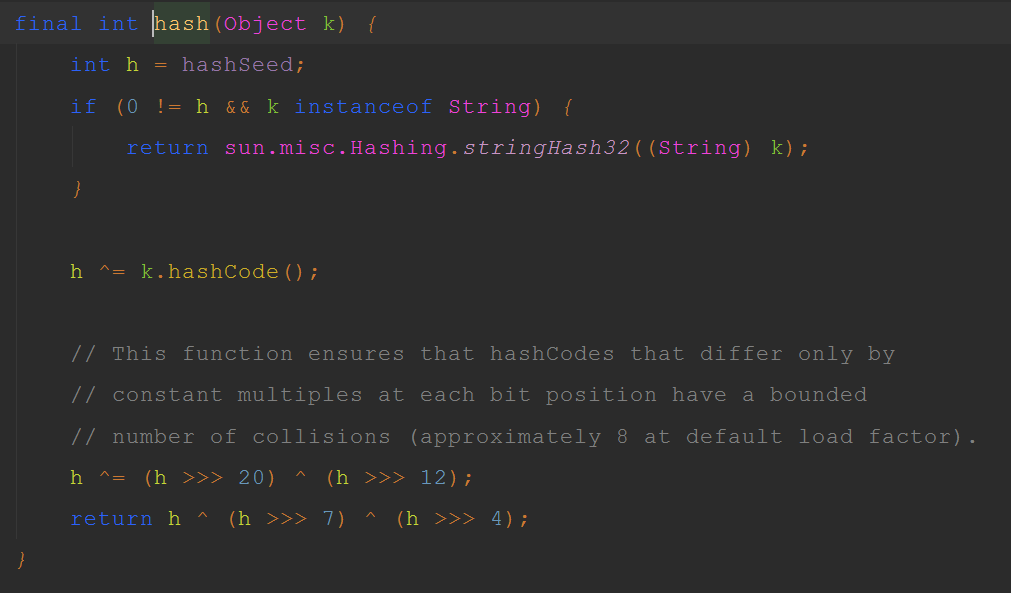 final int hash(Object k) {
int h = hashSeed;
if (0 != h && k instanceof String) {
return sun.misc.Hashing.stringHash32((String) k);
}
h ^= k.hashCode();
// This function ensures that hashCodes that differ only by
// constant multiples at each bit position have a bounded
// number of collisions (approximately 8 at default load factor).
h ^= (h >>> 20) ^ (h >>> 12);
return h ^ (h >>> 7) ^ (h >>> 4);
}